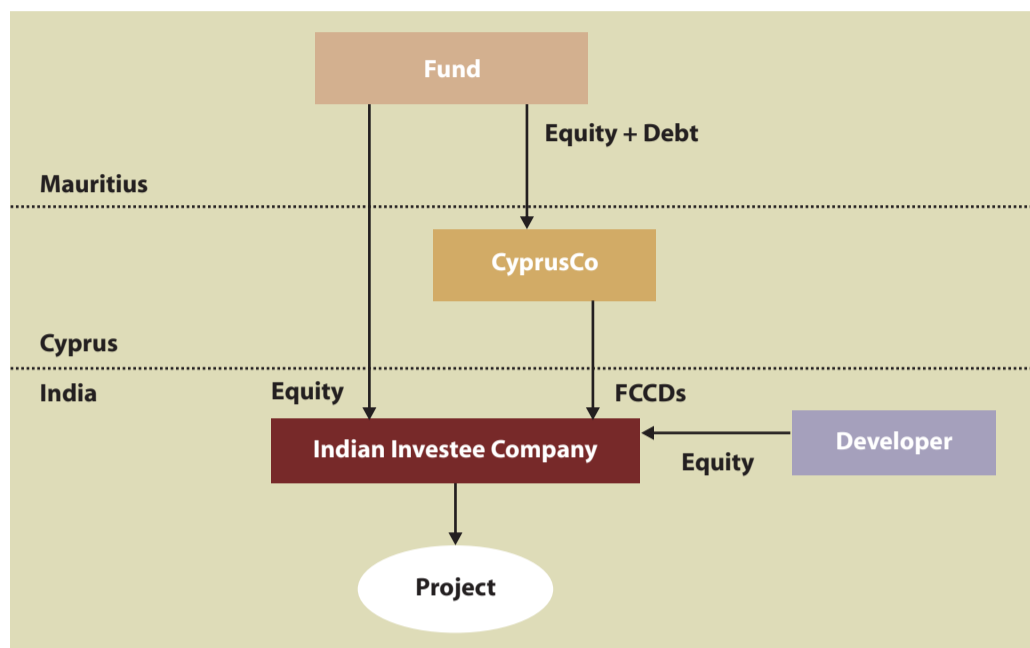 Fund
Equity + Debt
Mauritius
CyprusCo
Cyprus
India
Equity
FCCDs
Indian Investee Company
Developer
Equity
Project